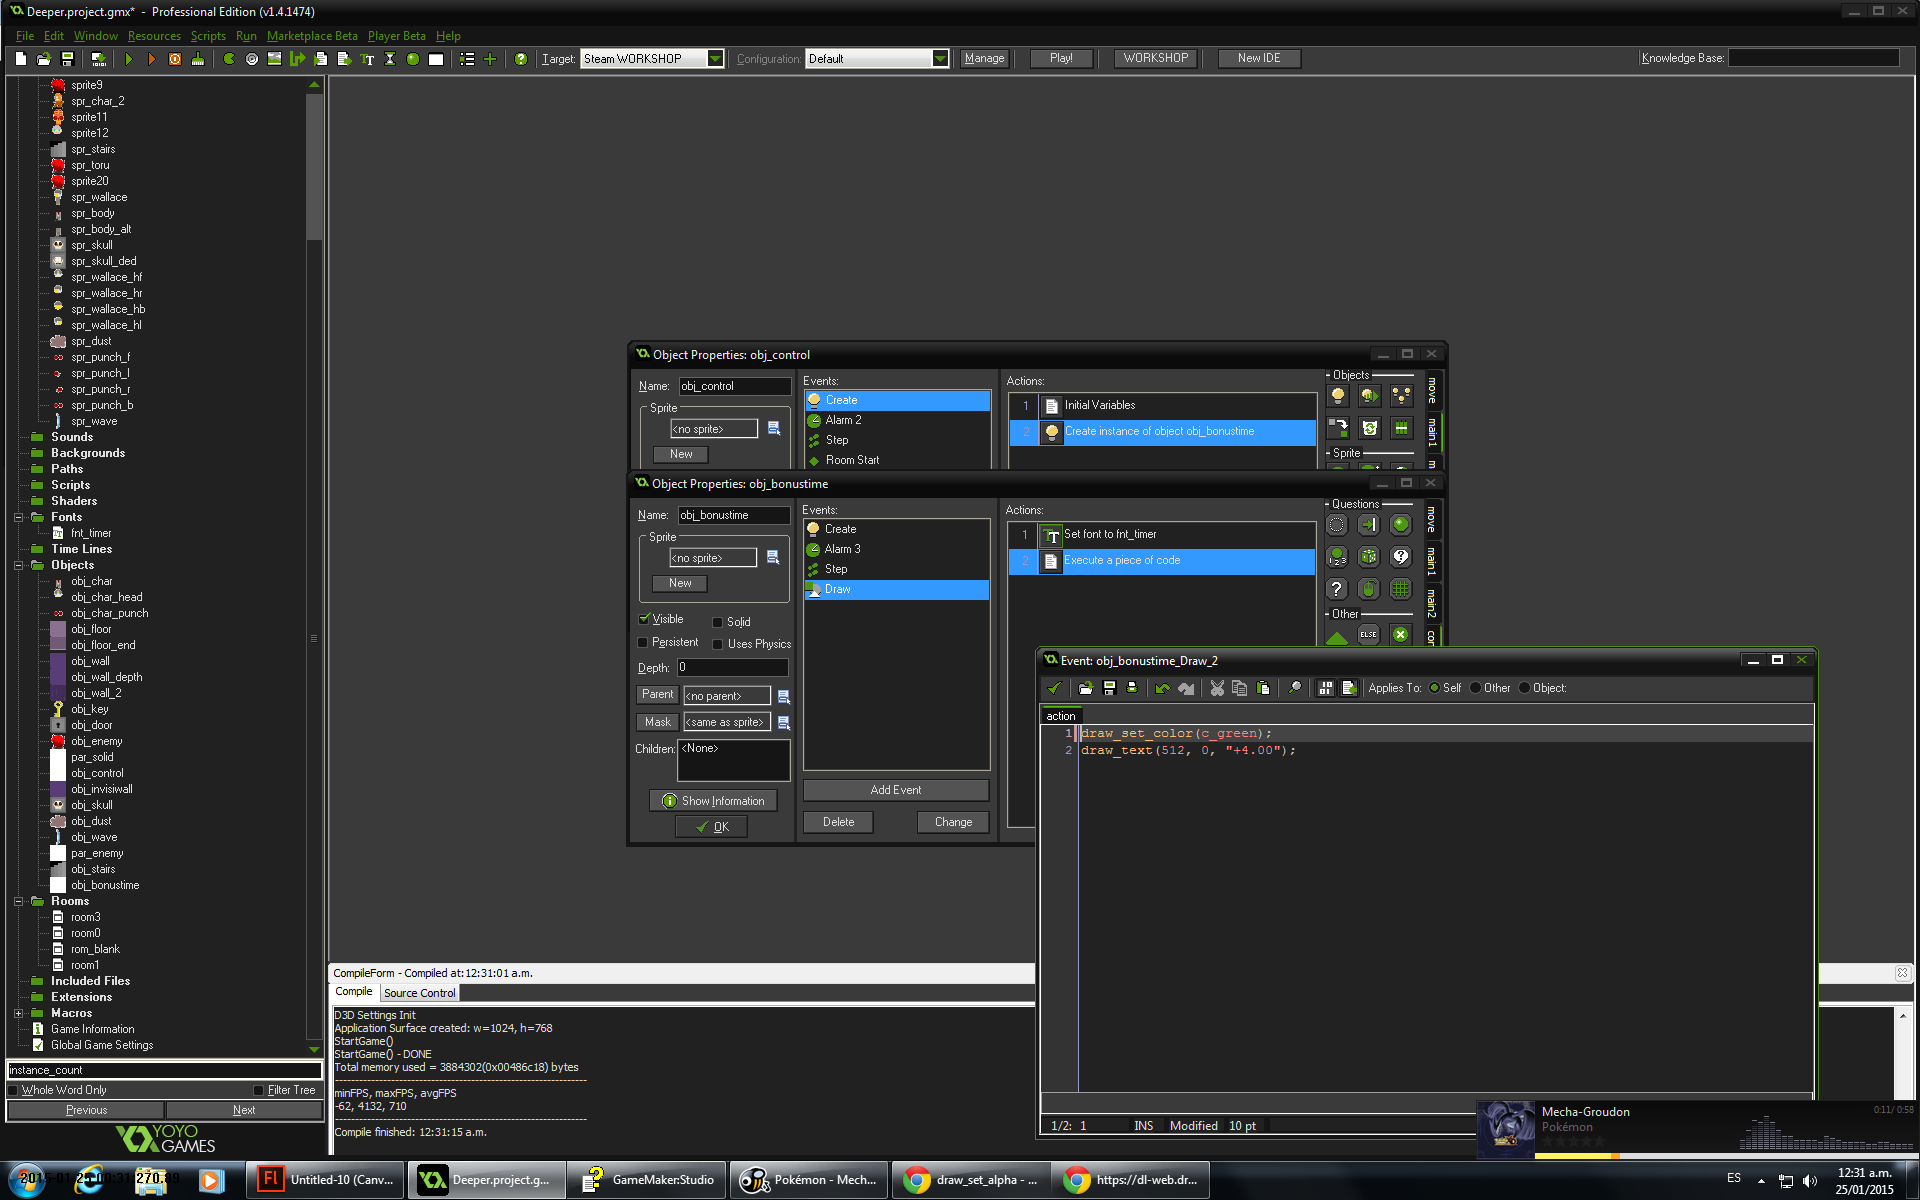 Deeper.project.gmx* - Professional Edition (v1.4.1474)
File Edit Window Resources Scripts Run Marketplace Beta Player Beta Help
Target: Steam WORKSHOP Configuration: Default Manage Play! WORKSHOP New IDE Knowledge Base:
sprite9
spr_char_2
sprite11
sprite12
spr_stairs
spr_toru
sprite20
spr_wallace
spr_body
spr_body_alt
spr_skull
spr_skull_ded
spr_wallace_hf
spr_wallace_hr
spr_wallace_hb
spr_wallace_hl
spr_dust
spr_punch_f
spr_punch_l
spr_punch_r
spr_punch_b
spr_wave
Sounds
Backgrounds
Paths
Scripts
Shaders
Fonts
fnt_timer
Time Lines
Objects
obj_char
obj_char_head
obj_char_punch
obj_floor
obj_floor_end
obj_wall
obj_wall_depth
obj_wall_2
obj_key
obj_door
obj_enemy
par_solid
obj_control
obj_invisiwall
obj_skull
obj_dust
obj_wave
par_enemy
obj_stairs
obj_bonustime
Rooms
room3
room0
rom_blank
room1
Included Files
Extensions
Macros
Game Information
Global Game Settings
instance_count
Whole Word Only Filter Tree
Previous Next
YOYO
GAMES
Object Properties: obj_control
Name: obj_control
Sprite
<no sprite>
New
Events:
Create
Alarm 2
Step
Room Start
Actions:
1 Initial Variables
2 Create instance of object obj_bonustime
Objects
Sprite
move
main1
Object Properties: obj_bonustime
Name: obj_bonustime
Sprite
<no sprite>
New
Visible Solid
Persistent Uses Physics
Depth: 0
Parent <no parent>
Mask <same as sprite>
Children: <None>
Show Information
OK
Events:
Create
Alarm 3
Step
Draw
Add Event
Delete Change
Actions:
1 Set font to fnt_timer
2 Execute a piece of code
Questions
Other
ELSE
move
main1
main2
Event: obj_bonustime_Draw_2
Applies To: Self Other Object:
action
1 draw_set_color(c_green);
2 draw_text(512, 0, "+4.00");
1/2: 1 INS Modified 10 pt
CompileForm - Compiled at:12:31:01 a.m.
Compile Source Control
D3D Settings Init
Application Surface created: w=1024, h=768
StartGame()
StartGame() - DONE
Total memory used = 3884302(0x00486c18) bytes
minFPS, maxFPS, avgFPS
-62, 4132, 710
Compile finished: 12:31:15 a.m.
Mecha-Groudon
Pokémon
0:11/ 0:58
2015-01-25 00:31:270.89
Untitled-10 (Canv...
Deeper.project.g...
GameMaker:Studio
Pokémon - Mech...
draw_set_alpha - ...
https://dl-web.dr...
ES
12:31 a.m.
25/01/2015